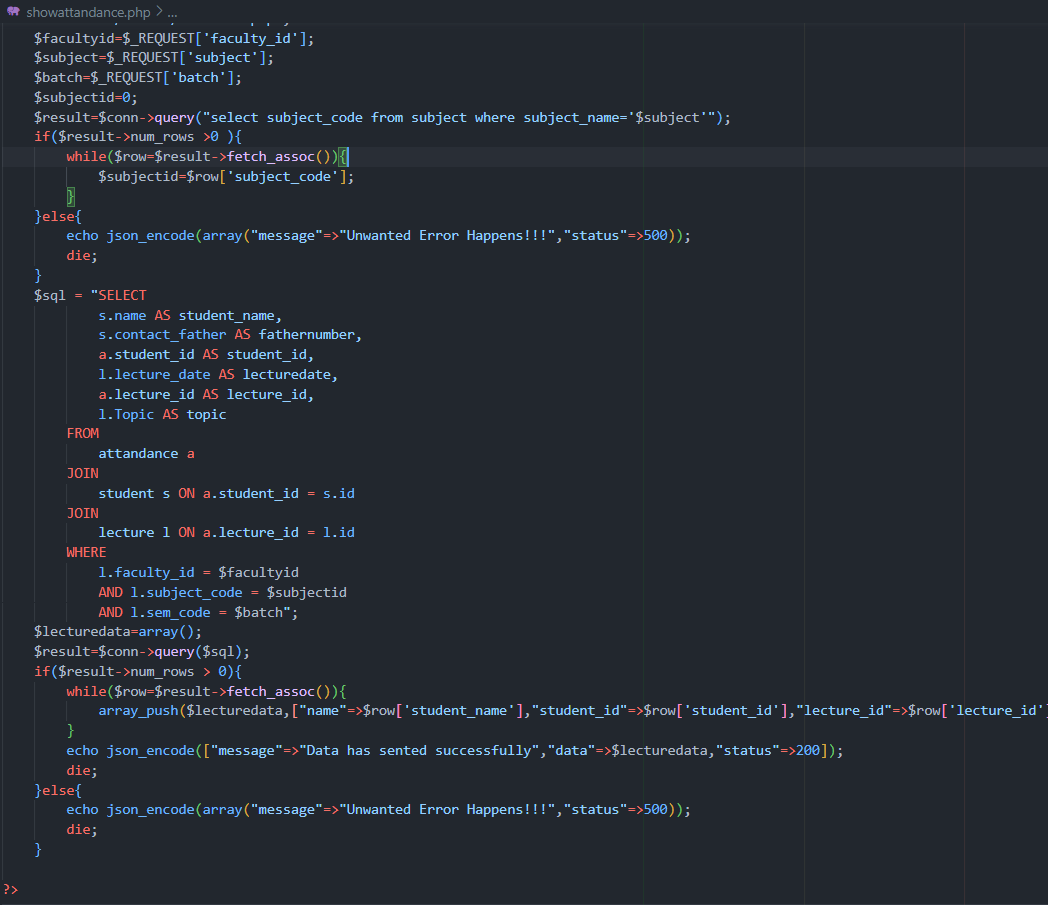 showattandance.php > ...
$facultyid=$_REQUEST['faculty_id'];
$subject=$_REQUEST['subject'];
$batch=$_REQUEST['batch'];
$subjectid=0;
$result=$conn->query("select subject_code from subject where subject_name='$subject'");
if($result->num_rows >0 ){
while($row=$result->fetch_assoc()){
$subjectid=$row['subject_code'];
}
}else{
echo json_encode(array("message"=>"Unwanted Error Happens!!!","status"=>500));
die;
}
$sql = "SELECT
s.name AS student_name,
s.contact_father AS fathernumber,
a.student_id AS student_id,
l.lecture_date AS lecturedate,
a.lecture_id AS lecture_id,
l.Topic AS topic
FROM
attandance a
JOIN
student s ON a.student_id = s.id
JOIN
lecture l ON a.lecture_id = l.id
WHERE
l.faculty_id = $facultyid
AND l.subject_code = $subjectid
AND l.sem_code = $batch";
$lecturedata=array();
$result=$conn->query($sql);
if($result->num_rows > 0){
while($row=$result->fetch_assoc()){
array_push($lecturedata,["name"=>$row['student_name'],"student_id"=>$row['student_id'],"lecture_id"=>$row['lecture_id']
}
echo json_encode(["message"=>"Data has sented successfully","data"=>$lecturedata,"status"=>200]);
die;
}else{
echo json_encode(array("message"=>"Unwanted Error Happens!!!","status"=>500));
die;
}
?>